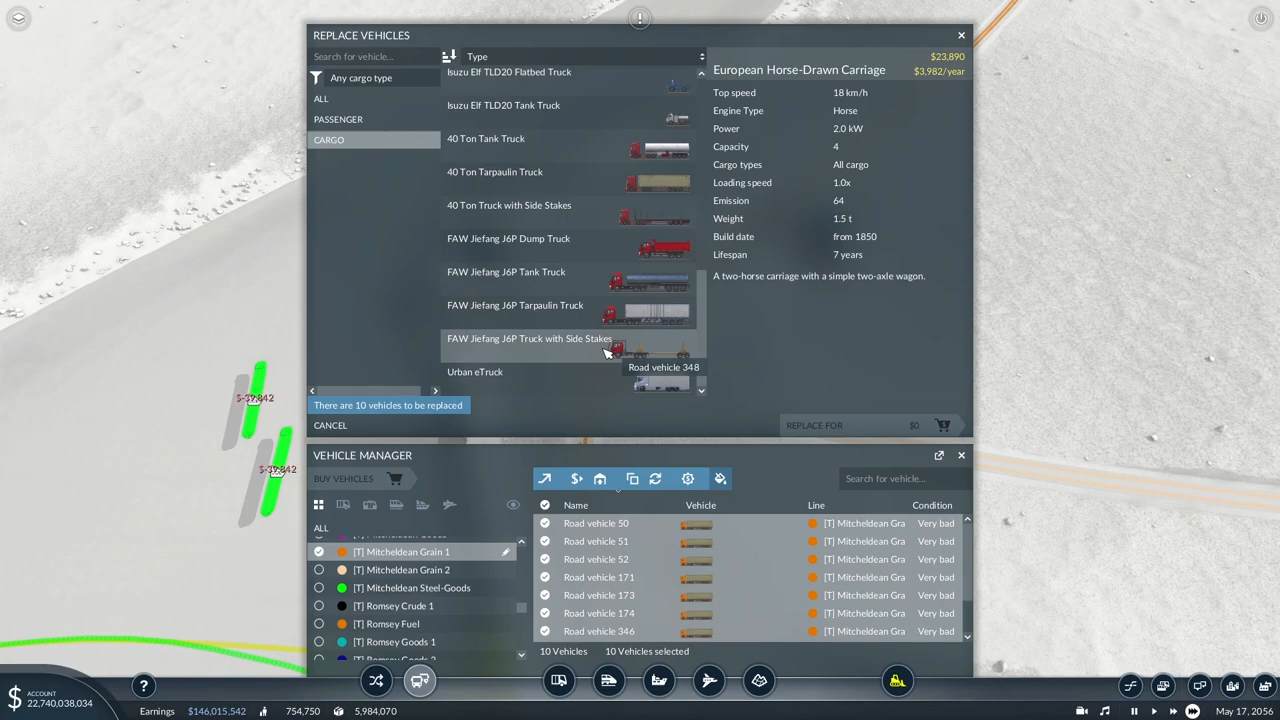 REPLACE VEHICLES
Search for vehicle...
Type
Any cargo type
ALL
PASSENGER
CARGO
Isuzu Elf TLD20 Flatbed Truck
Isuzu Elf TLD20 Tank Truck
40 Ton Tank Truck
40 Ton Tarpaulin Truck
40 Ton Truck with Side Stakes
FAW Jiefang J6P Dump Truck
FAW Jiefang J6P Tank Truck
FAW Jiefang J6P Tarpaulin Truck
FAW Jiefang J6P Truck with Side Stakes
Road vehicle 348
Urban eTruck
$23,890
European Horse-Drawn Carriage
$3,982/year
Top speed 18 km/h
Engine Type Horse
Power 2.0 kW
Capacity 4
Cargo types All cargo
Loading speed 1.0x
Emission 64
Weight 1.5 t
Build date from 1850
Lifespan 7 years
A two-horse carriage with a simple two-axle wagon.
There are 10 vehicles to be replaced
CANCEL
REPLACE FOR $0
VEHICLE MANAGER
BUY VEHICLES
Search for vehicle...
ALL
[T] Mitcheldean Grain 1
[T] Mitcheldean Grain 2
[T] Mitcheldean Steel-Goods
[T] Romsey Crude 1
[T] Romsey Fuel
[T] Romsey Goods 1
[T] Romsey Goods 2
Name Vehicle Line Condition
Road vehicle 50 [T] Mitcheldean Gra Very bad
Road vehicle 51 [T] Mitcheldean Gra Very bad
Road vehicle 52 [T] Mitcheldean Gra Very bad
Road vehicle 171 [T] Mitcheldean Gra Very bad
Road vehicle 173 [T] Mitcheldean Gra Very bad
Road vehicle 174 [T] Mitcheldean Gra Very bad
Road vehicle 346 [T] Mitcheldean Gra Very bad
10 Vehicles 10 Vehicles selected
$ ACCOUNT
22,740,038,034
?
Earnings $146,015,542 754,750 5,984,070
May 17, 2056